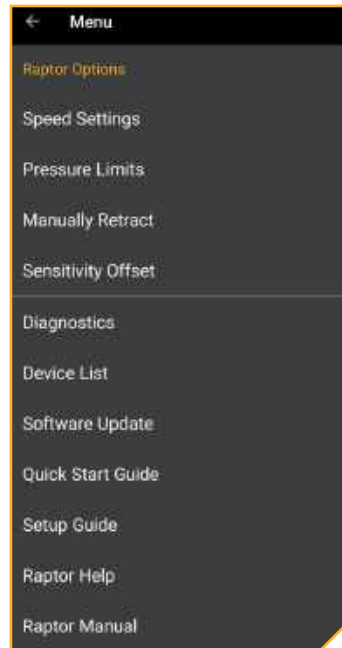 Menu
Raptor Options
Speed Settings
Pressure Limits
Manually Retract
Sensitivity Offset
Diagnostics
Device List
Software Update
Quick Start Guide
Setup Guide
Raptor Help
Raptor Manual